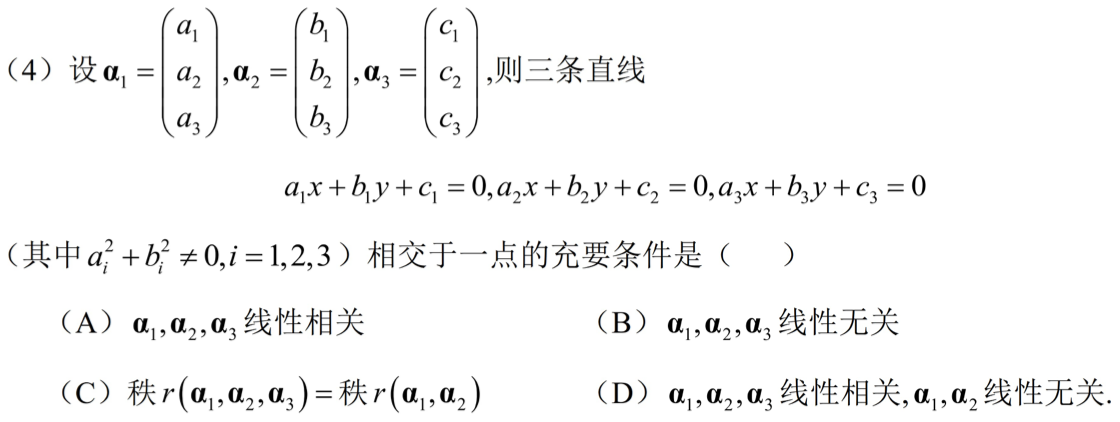 （4）设 $\boldsymbol{\alpha}_1 = \begin{pmatrix} a_1 \\ a_2 \\ a_3 \end{pmatrix}, \boldsymbol{\alpha}_2 = \begin{pmatrix} b_1 \\ b_2 \\ b_3 \end{pmatrix}, \boldsymbol{\alpha}_3 = \begin{pmatrix} c_1 \\ c_2 \\ c_3 \end{pmatrix}$,则三条直线
$a_1x + b_1y + c_1 = 0, a_2x + b_2y + c_2 = 0, a_3x + b_3y + c_3 = 0$
（其中 $a_i^2 + b_i^2 \neq 0, i = 1,2,3$）相交于一点的充要条件是（　　）
（A）$\boldsymbol{\alpha}_1, \boldsymbol{\alpha}_2, \boldsymbol{\alpha}_3$ 线性相关 （B）$\boldsymbol{\alpha}_1, \boldsymbol{\alpha}_2, \boldsymbol{\alpha}_3$ 线性无关
（C）秩 $r(\boldsymbol{\alpha}_1, \boldsymbol{\alpha}_2, \boldsymbol{\alpha}_3) =$ 秩 $r(\boldsymbol{\alpha}_1, \boldsymbol{\alpha}_2)$ （D）$\boldsymbol{\alpha}_1, \boldsymbol{\alpha}_2, \boldsymbol{\alpha}_3$ 线性相关, $\boldsymbol{\alpha}_1, \boldsymbol{\alpha}_2$ 线性无关.